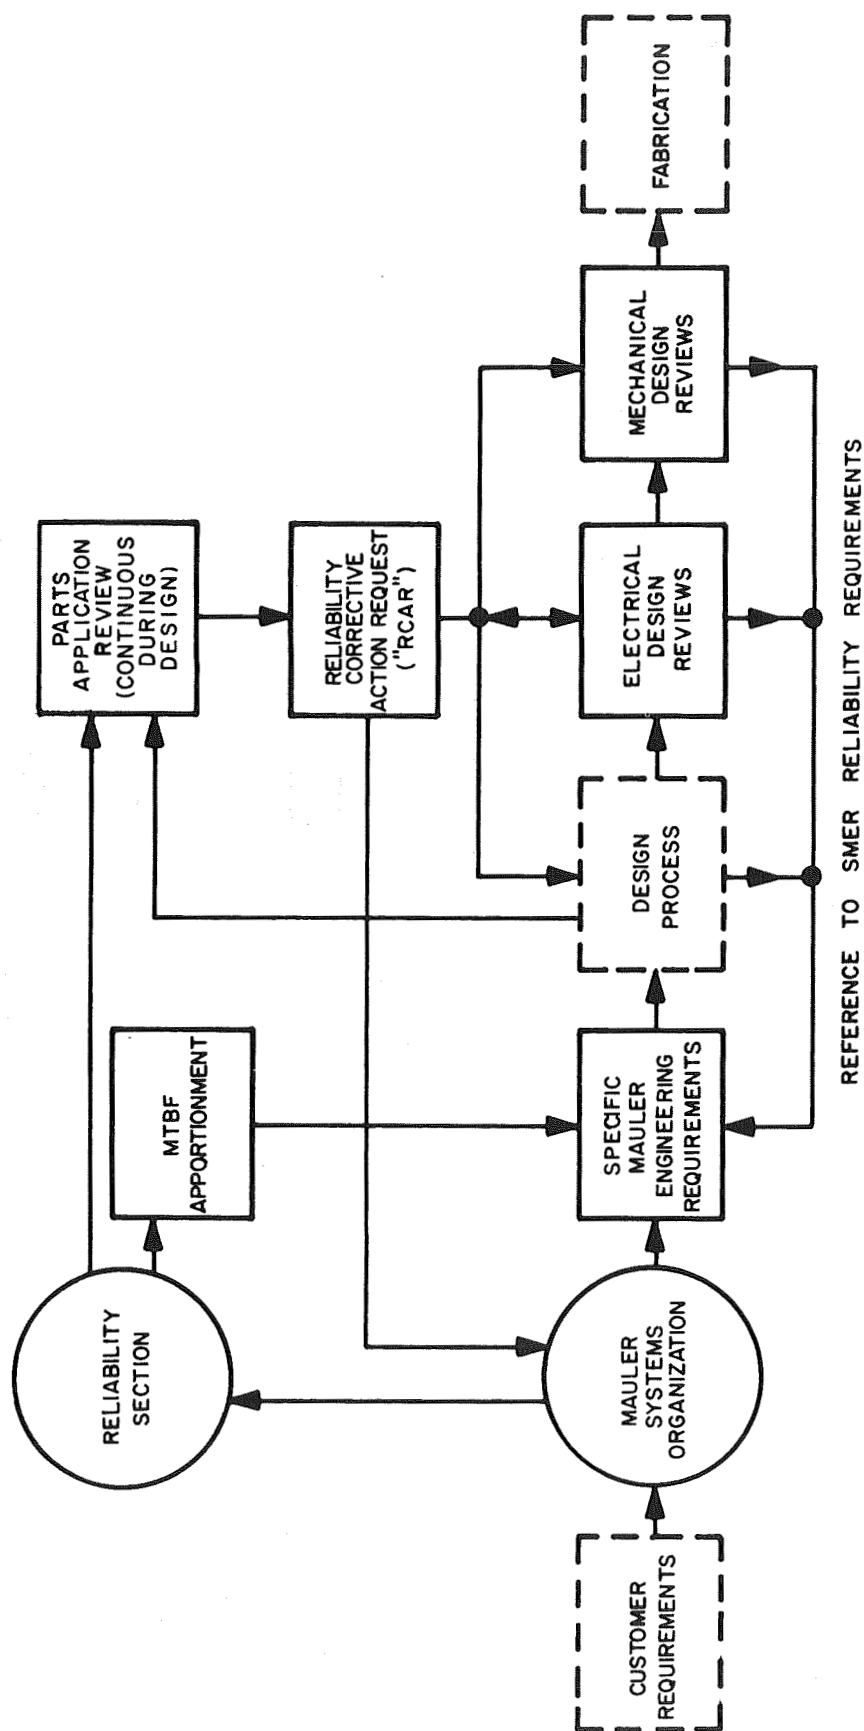 RELIABILITY
SECTION
MTBF
APPORTIONMENT
PARTS
APPLICATION
REVIEW
(CONTINUOUS
DURING
DESIGN)
RELIABILITY
CORRECTIVE
ACTION REQUEST
("RCAR")
CUSTOMER
REQUIREMENTS
MAULER
SYSTEMS
ORGANIZATION
SPECIFIC
MAULER
ENGINEERING
REQUIREMENTS
DESIGN
PROCESS
ELECTRICAL
DESIGN
REVIEWS
MECHANICAL
DESIGN
REVIEWS
FABRICATION
REFERENCE TO SMER RELIABILITY REQUIREMENTS